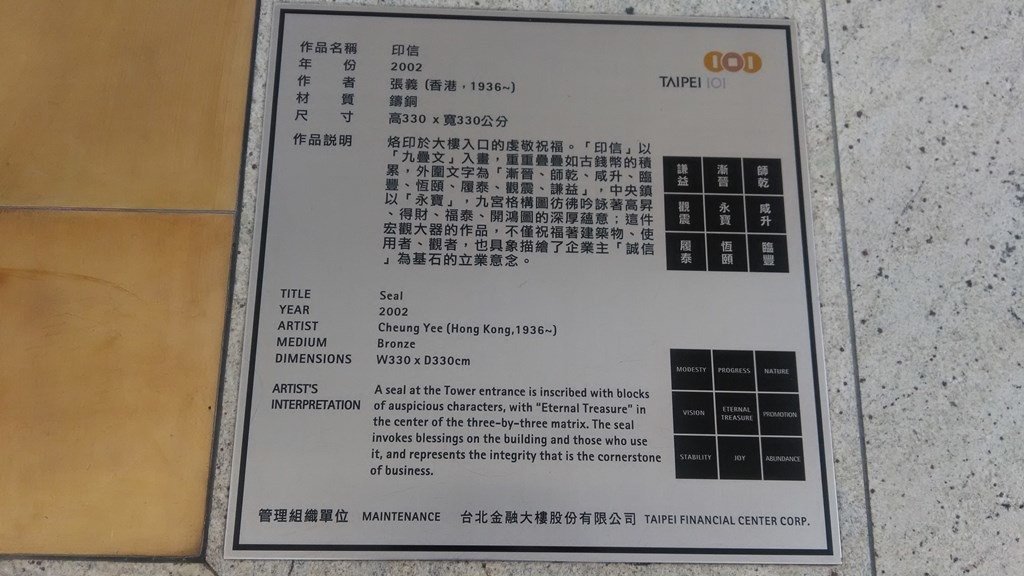 作品名稱 印信
年 份 2002
作 者 張義 (香港，1936~)
材 質 鑄銅
尺 寸 高330 x 寬330公分
TAIPEI 101
作品説明 烙印於大樓入口的虔敬祝福。「印信」以
「九疊文」入畫，重重疊疊如古錢幣的積
累，外圍文字為「漸晉、師乾、咸升、臨
豐、恆頤、履泰、觀震、謙益」，中央鎮
以「永寶」，九宮格構圖彷彿吟詠著高昇
、得財、福泰、開鴻圖的深厚蘊意；這件
宏觀大器的作品，不僅祝福著建築物、使
用者、觀者，也具象描繪了企業主「誠信
」為基石的立業意念。
謙益 漸晉 師乾
觀震 永寶 咸升
履泰 恆頤 臨豐
TITLE Seal
YEAR 2002
ARTIST Cheung Yee (Hong Kong,1936~)
MEDIUM Bronze
DIMENSIONS W330 x D330cm
ARTIST'S INTERPRETATION
A seal at the Tower entrance is inscribed with blocks
of auspicious characters, with “Eternal Treasure” in
the center of the three-by-three matrix. The seal
invokes blessings on the building and those who use
it, and represents the integrity that is the cornerstone
of business.
MODESTY PROGRESS NATURE
VISION ETERNAL TREASURE PROMOTION
STABILITY JOY ABUNDANCE
管理組織單位 MAINTENANCE 台北金融大樓股份有限公司 TAIPEI FINANCIAL CENTER CORP.